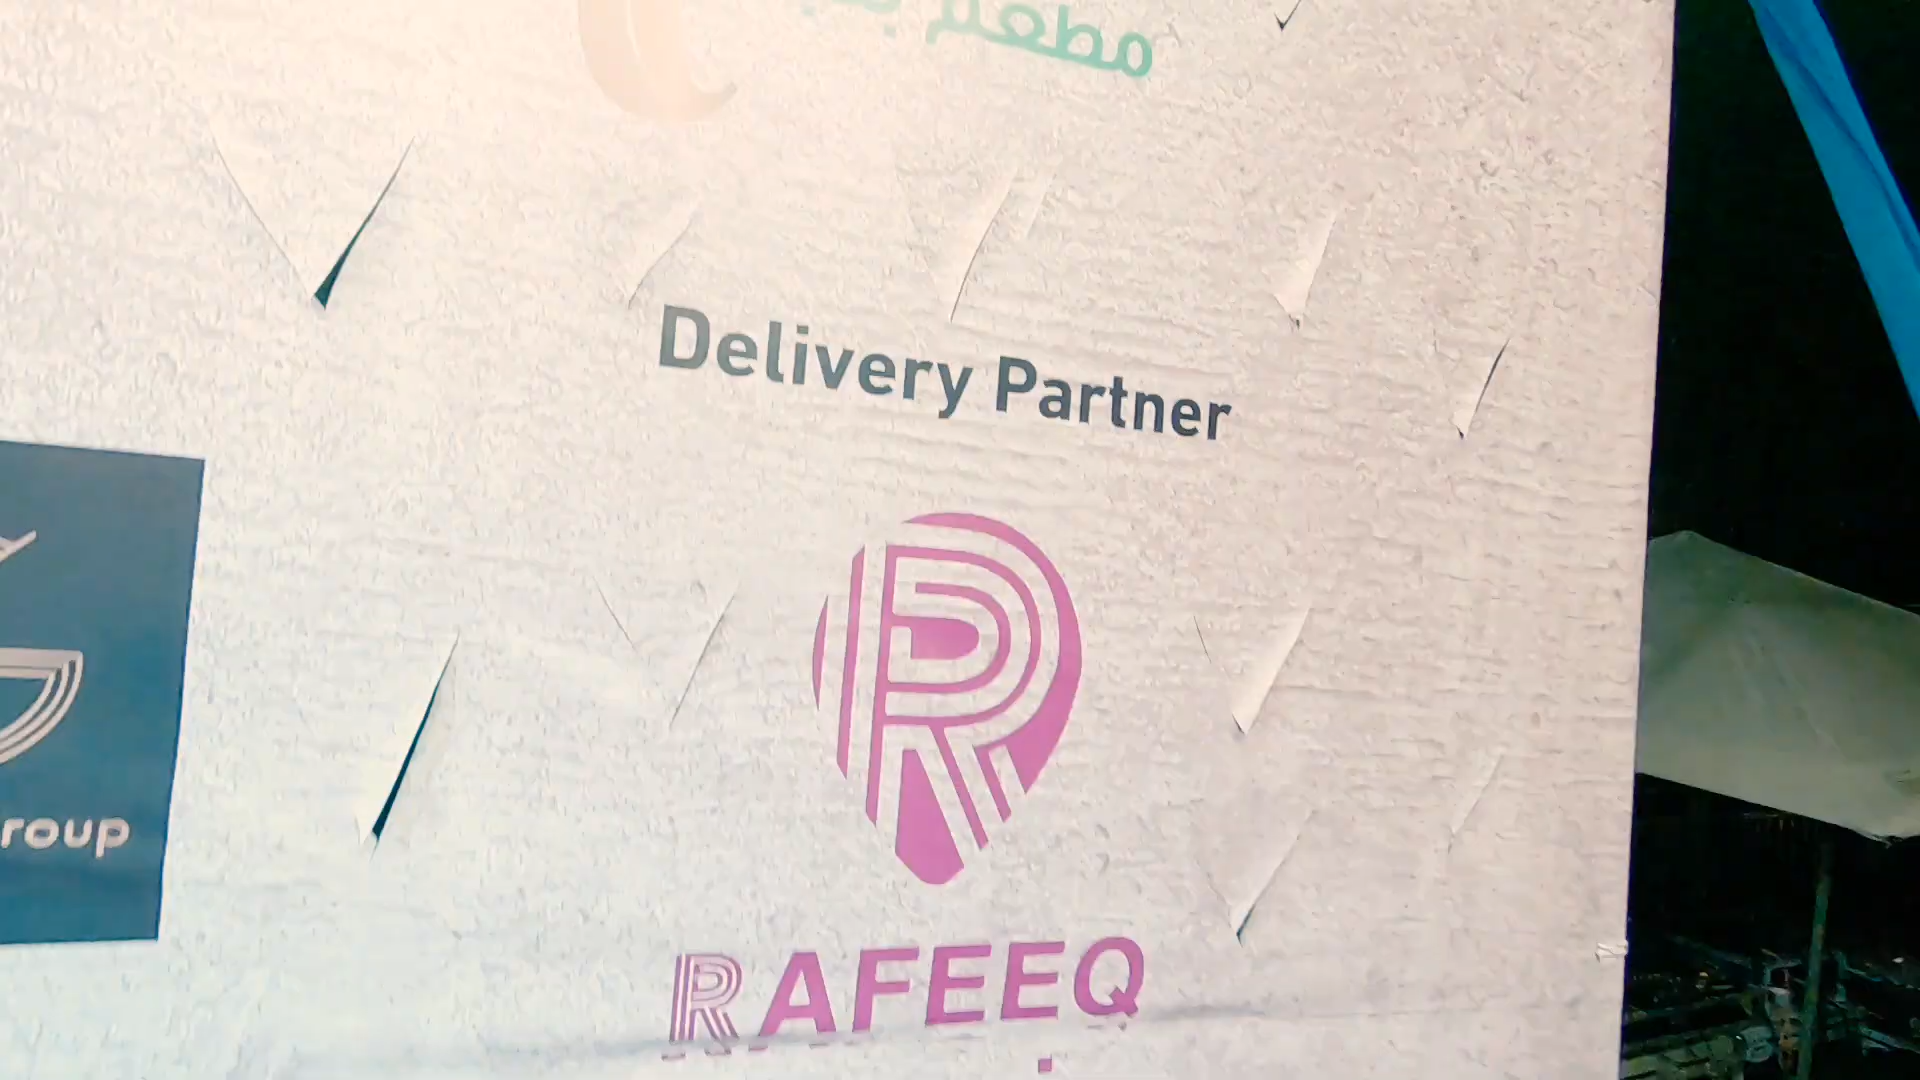 مطعم
Delivery Partner
roup
RAFEEQ